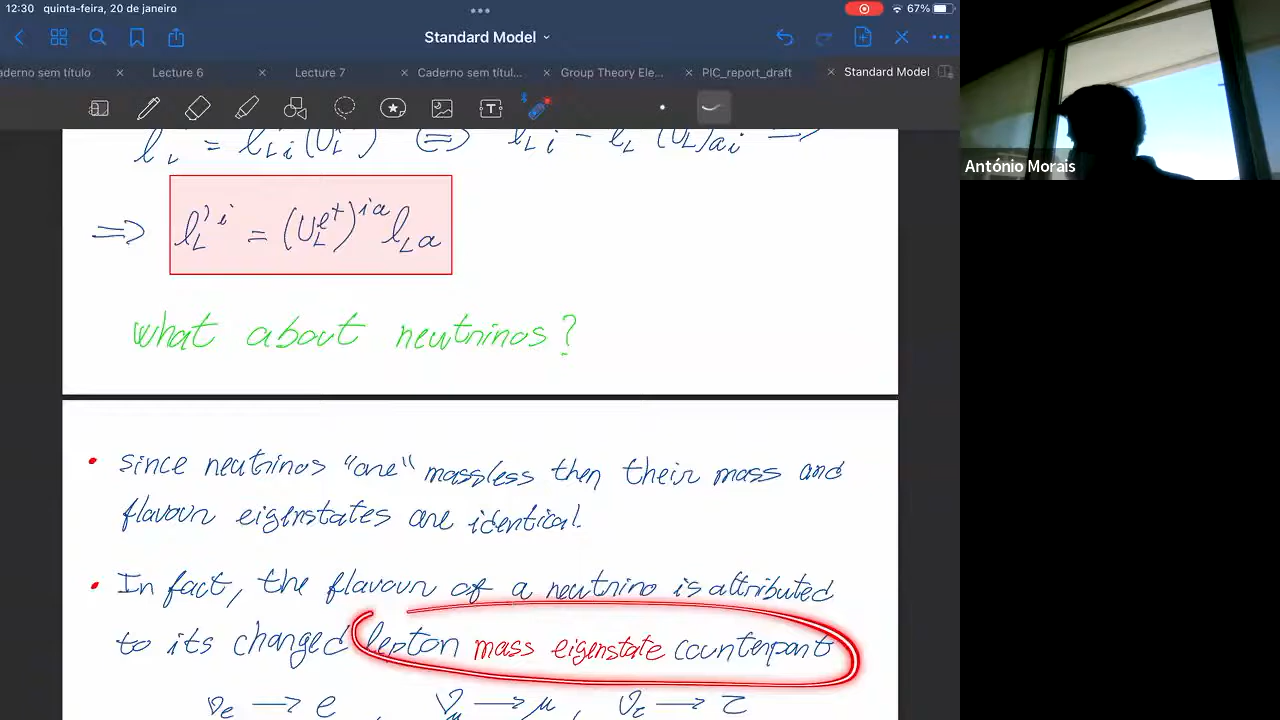 12:30 quinta-feira, 20 de janeiro
67%
Standard Model
aderno sem título
Lecture 6
Lecture 7
Caderno sem títul...
Group Theory Ele...
PIC_report_draft
Standard Model
António Morais
=> l'_L^i = (U_L^{e†})^{ia} l_{La}
what about neutrinos?
• since neutrinos "are" massless then their mass and
flavour eigenstates are identical.
• In fact, the flavour of a neutrino is attributed
to its charged lepton mass eigenstate counterpart
ν_e → e , ν_μ → μ , ν_τ → τ